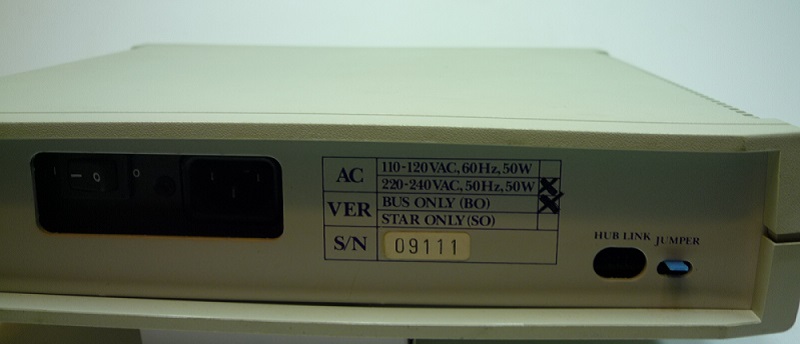 AC 110-120VAC, 60Hz, 50W
220-240VAC, 50Hz, 50W X
VER BUS ONLY (BO) X
STAR ONLY (SO)
S/N 09111
HUB LINK JUMPER
I O O